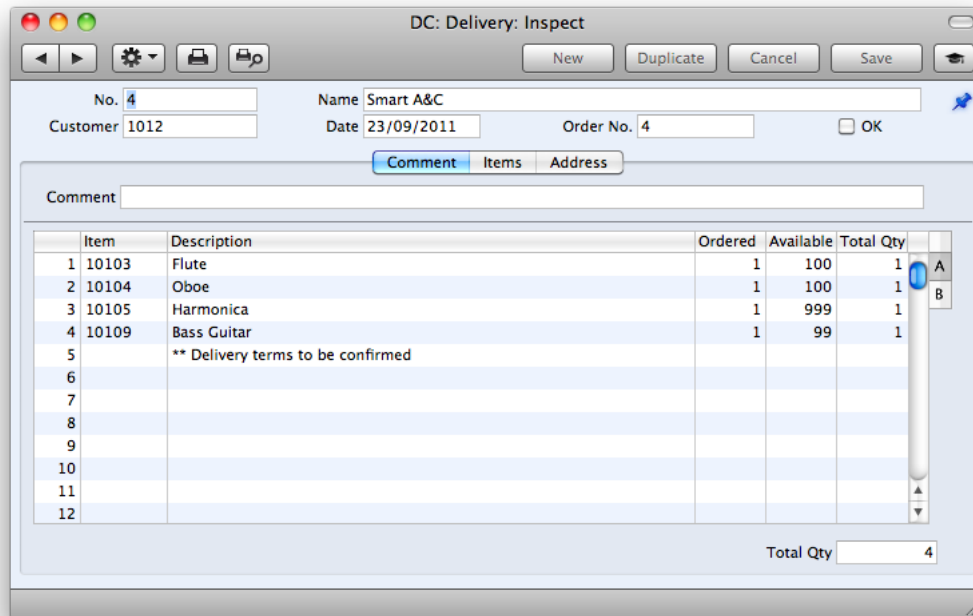 DC: Delivery: Inspect
New Duplicate Cancel Save
No. 4 Name Smart A&C
Customer 1012 Date 23/09/2011 Order No. 4 OK
Comment Items Address
Comment
Item Description Ordered Available Total Qty
1 10103 Flute 1 100 1 A
2 10104 Oboe 1 100 1
B
3 10105 Harmonica 1 999 1
4 10109 Bass Guitar 1 99 1
5 ** Delivery terms to be confirmed
6
7
8
9
10
11
12
Total Qty 4